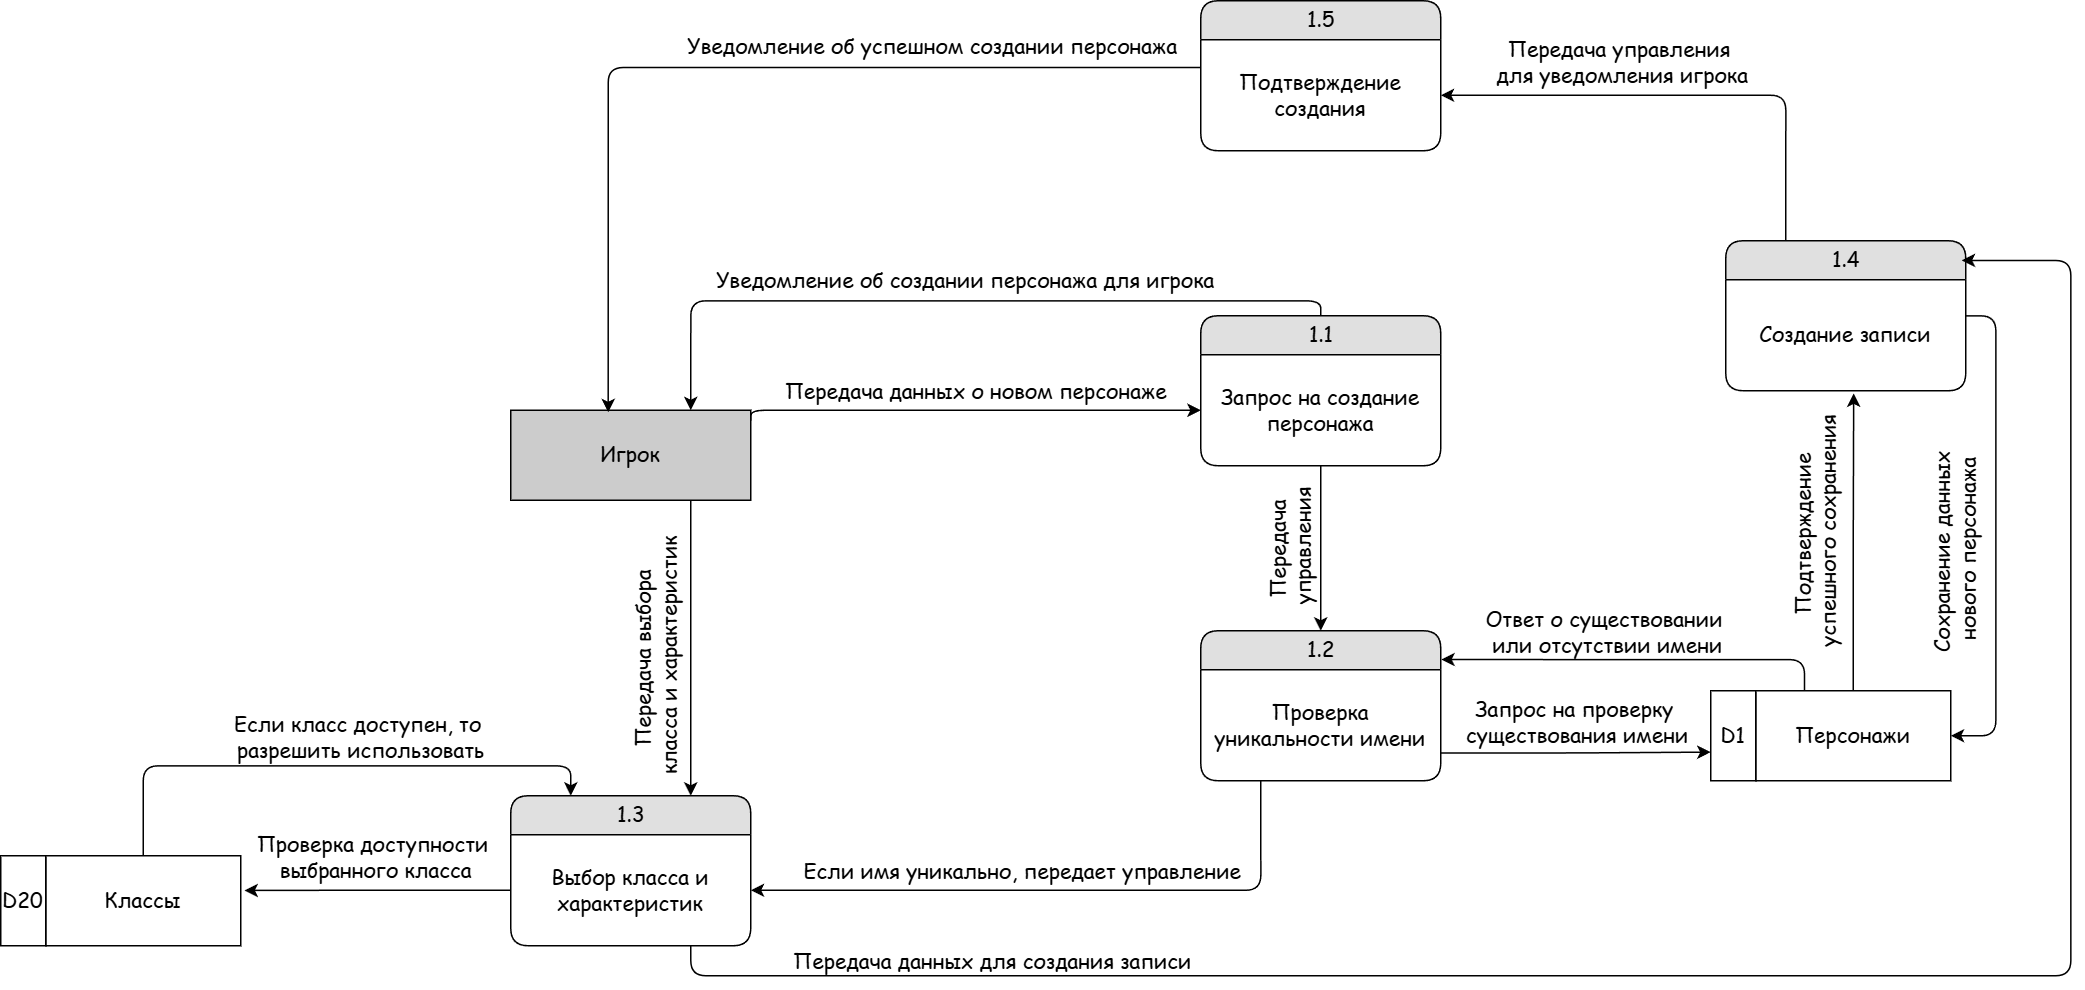 1.5
Уведомление об успешном создании персонажа
Передача управления
для уведомления игрока
Подтверждение
создания
1.4
Уведомление об создании персонажа для игрока
1.1
Создание записи
Передача данных о новом персонаже
Запрос на создание
персонажа
Игрок
Передача
управления
Подтверждение
успешного сохранения
Сохранение данных
нового персонажа
Передача выбора
класса и характеристик
Ответ о существовании
или отсутствии имени
1.2
Запрос на проверку
существования имени
Проверка
уникальности имени
D1
Персонажи
Если класс доступен, то
разрешить использовать
1.3
Проверка доступности
выбранного класса
Если имя уникально, передает управление
Выбор класса и
характеристик
D20
Классы
Передача данных для создания записи